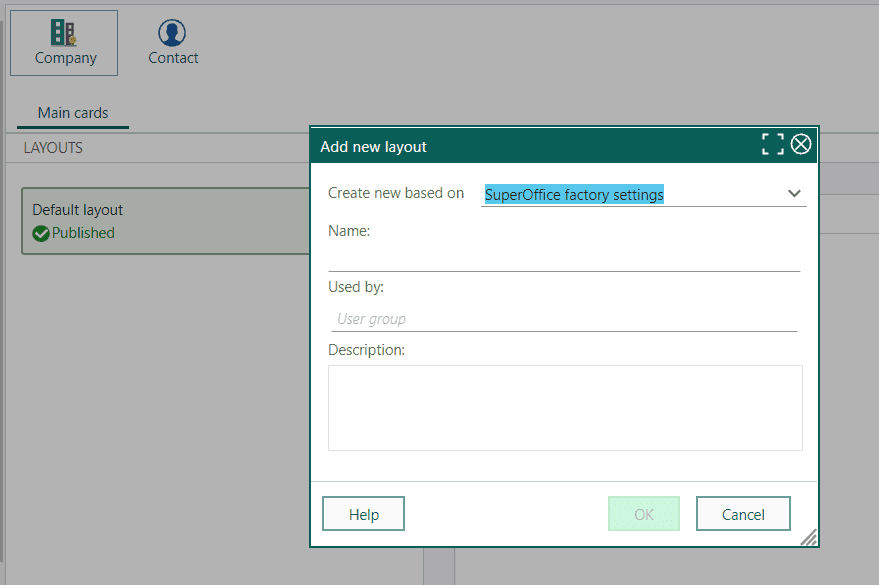 Company
Contact
Main cards
LAYOUTS
Default layout
Published
Add new layout
Create new based on SuperOffice factory settings
Name:
Used by:
User group
Description:
Help OK Cancel